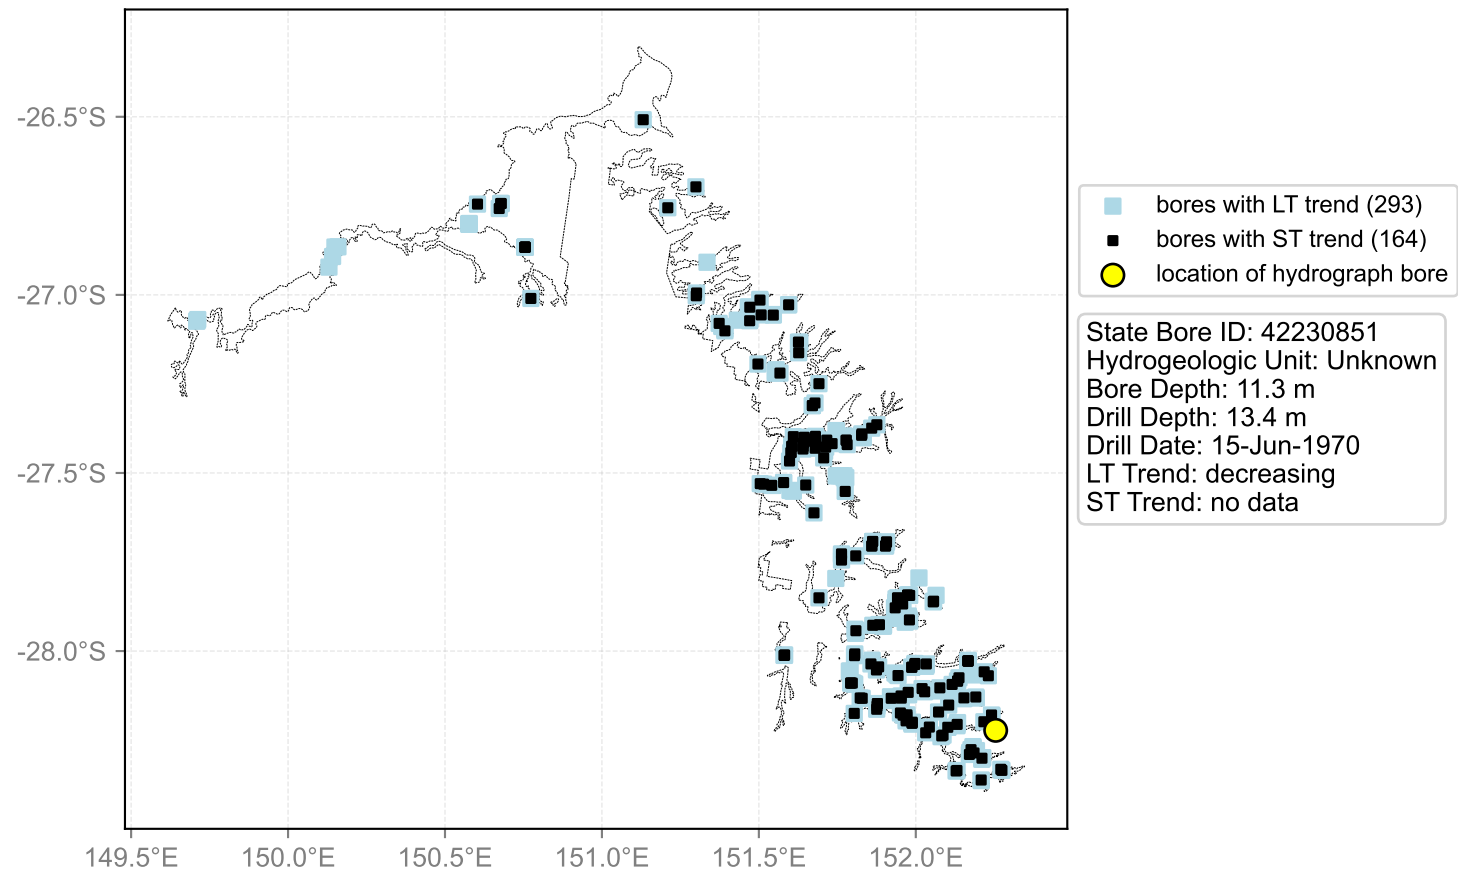 -26.5°S
-27.0°S
-27.5°S
-28.0°S
149.5°E
150.0°E
150.5°E
151.0°E
151.5°E
152.0°E
bores with LT trend (293)
bores with ST trend (164)
location of hydrograph bore
State Bore ID: 42230851
Hydrogeologic Unit: Unknown
Bore Depth: 11.3 m
Drill Depth: 13.4 m
Drill Date: 15-Jun-1970
LT Trend: decreasing
ST Trend: no data